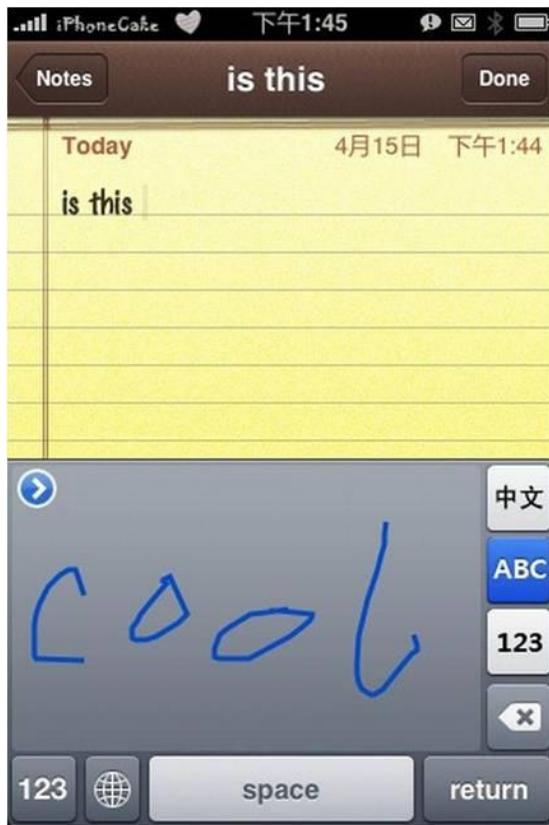 iPhoneCake 下午1:45
Notes is this Done
Today 4月15日 下午1:44
is this
中文
ABC
cool
123
123 space return